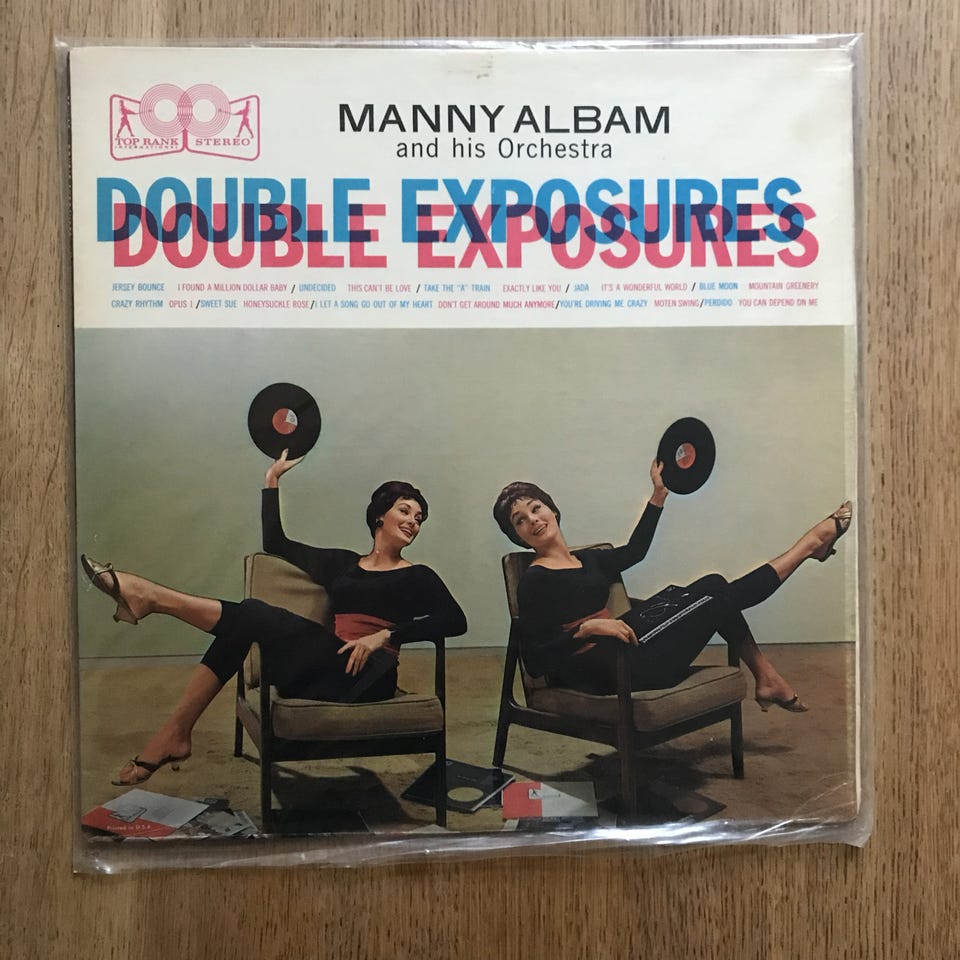 TOP RANK STEREO
INTERNATIONAL
MANNY ALBAM
and his Orchestra
DOUBLE EXPOSURES
DOUBLE EXPOSURES
JERSEY BOUNCE I FOUND A MILLION DOLLAR BABY / UNDECIDED THIS CAN'T BE LOVE / TAKE THE "A" TRAIN EXACTLY LIKE YOU / JADA IT'S A WONDERFUL WORLD / BLUE MOON MOUNTAIN GREENERY
CRAZY RHYTHM OPUS 1 / SWEET SUE HONEYSUCKLE ROSE / I LET A SONG GO OUT OF MY HEART DON'T GET AROUND MUCH ANYMORE / YOU'RE DRIVING ME CRAZY MOTEN SWING / PERDIDO YOU CAN DEPEND ON ME
Printed in U.S.A.